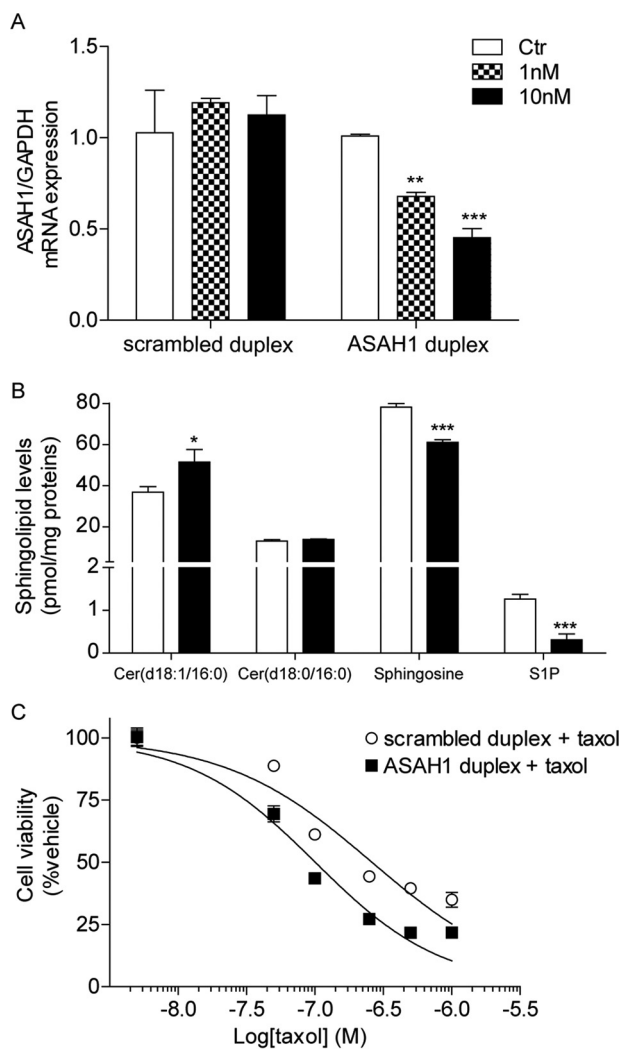 A
ASAH1/GAPDH
mRNA expression
1.5
1.0
0.5
0.0
Ctr
1nM
10nM
**
***
scrambled duplex
ASAH1 duplex
B
Sphingolipid levels
(pmol/mg proteins)
80
60
40
20
2
2
1
0
*
***
***
Cer(d18:1/16:0)
Cer(d18:0/16:0)
Sphingosine
S1P
C
Cell viability
(%vehicle)
100
75
50
25
0
scrambled duplex + taxol
ASAH1 duplex + taxol
-8.0
-7.5
-7.0
-6.5
-6.0
-5.5
Log[taxol] (M)